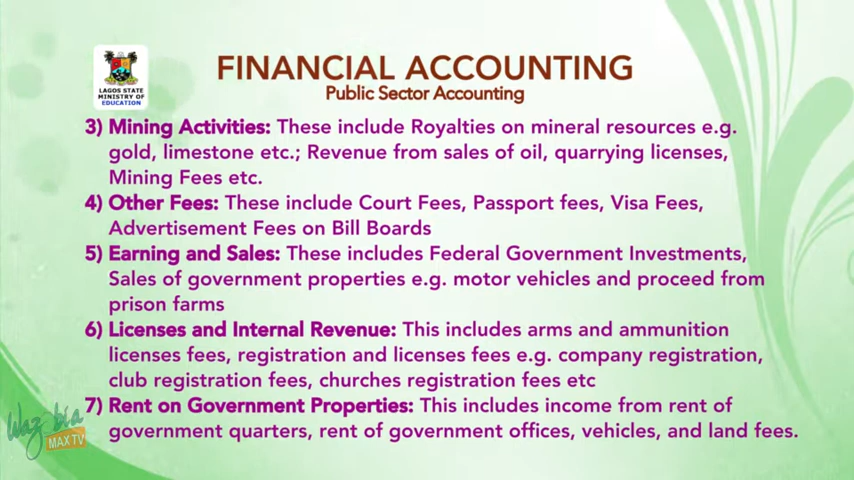 LAGOS STATE
MINISTRY OF
EDUCATION
FINANCIAL ACCOUNTING
Public Sector Accounting
3) Mining Activities: These include Royalties on mineral resources e.g.
gold, limestone etc.; Revenue from sales of oil, quarrying licenses,
Mining Fees etc.
4) Other Fees: These include Court Fees, Passport fees, Visa Fees,
Advertisement Fees on Bill Boards
5) Earning and Sales: These includes Federal Government Investments,
Sales of government properties e.g. motor vehicles and proceed from
prison farms
6) Licenses and Internal Revenue: This includes arms and ammunition
licenses fees, registration and licenses fees e.g. company registration,
club registration fees, churches registration fees etc
7) Rent on Government Properties: This includes income from rent of
government quarters, rent of government offices, vehicles, and land fees.
Wazobia
MAX TV